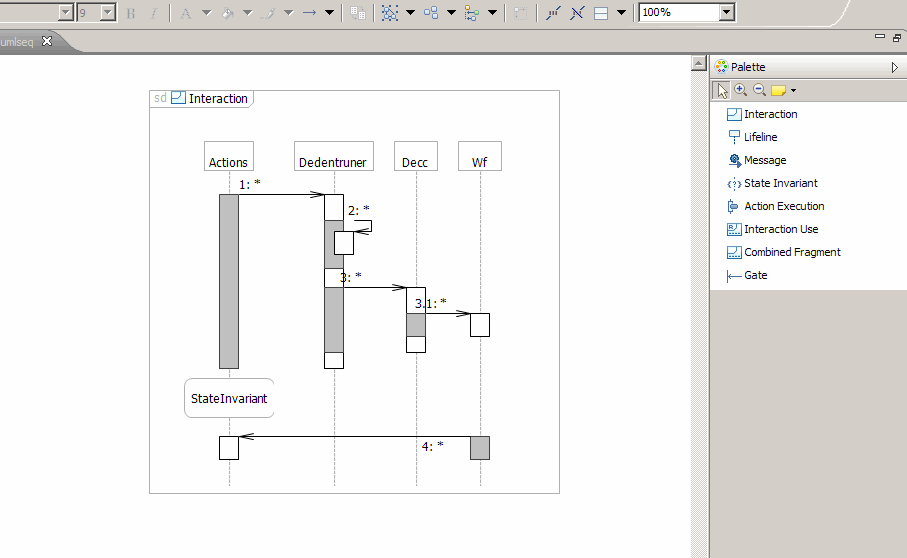 9
B I A
100%
umlseq
Palette
sd Interaction
Interaction
Lifeline
Message
State Invariant
Action Execution
Interaction Use
Combined Fragment
Gate
Actions Dedentruner Decc Wf
1: *
2: *
3: *
3.1: *
StateInvariant
4: *